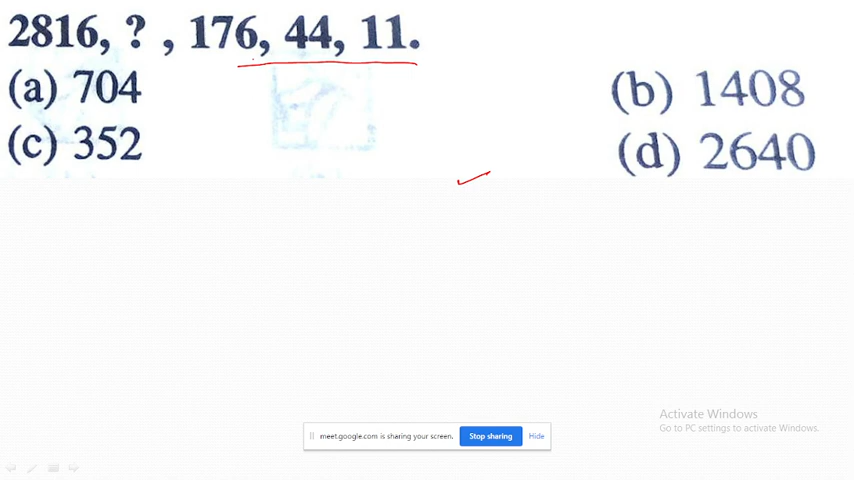 2816, ? , 176, 44, 11.
(a) 704 (b) 1408
(c) 352 (d) 2640
Activate Windows
Go to PC settings to activate Windows.
meet.google.com is sharing your screen. Stop sharing Hide